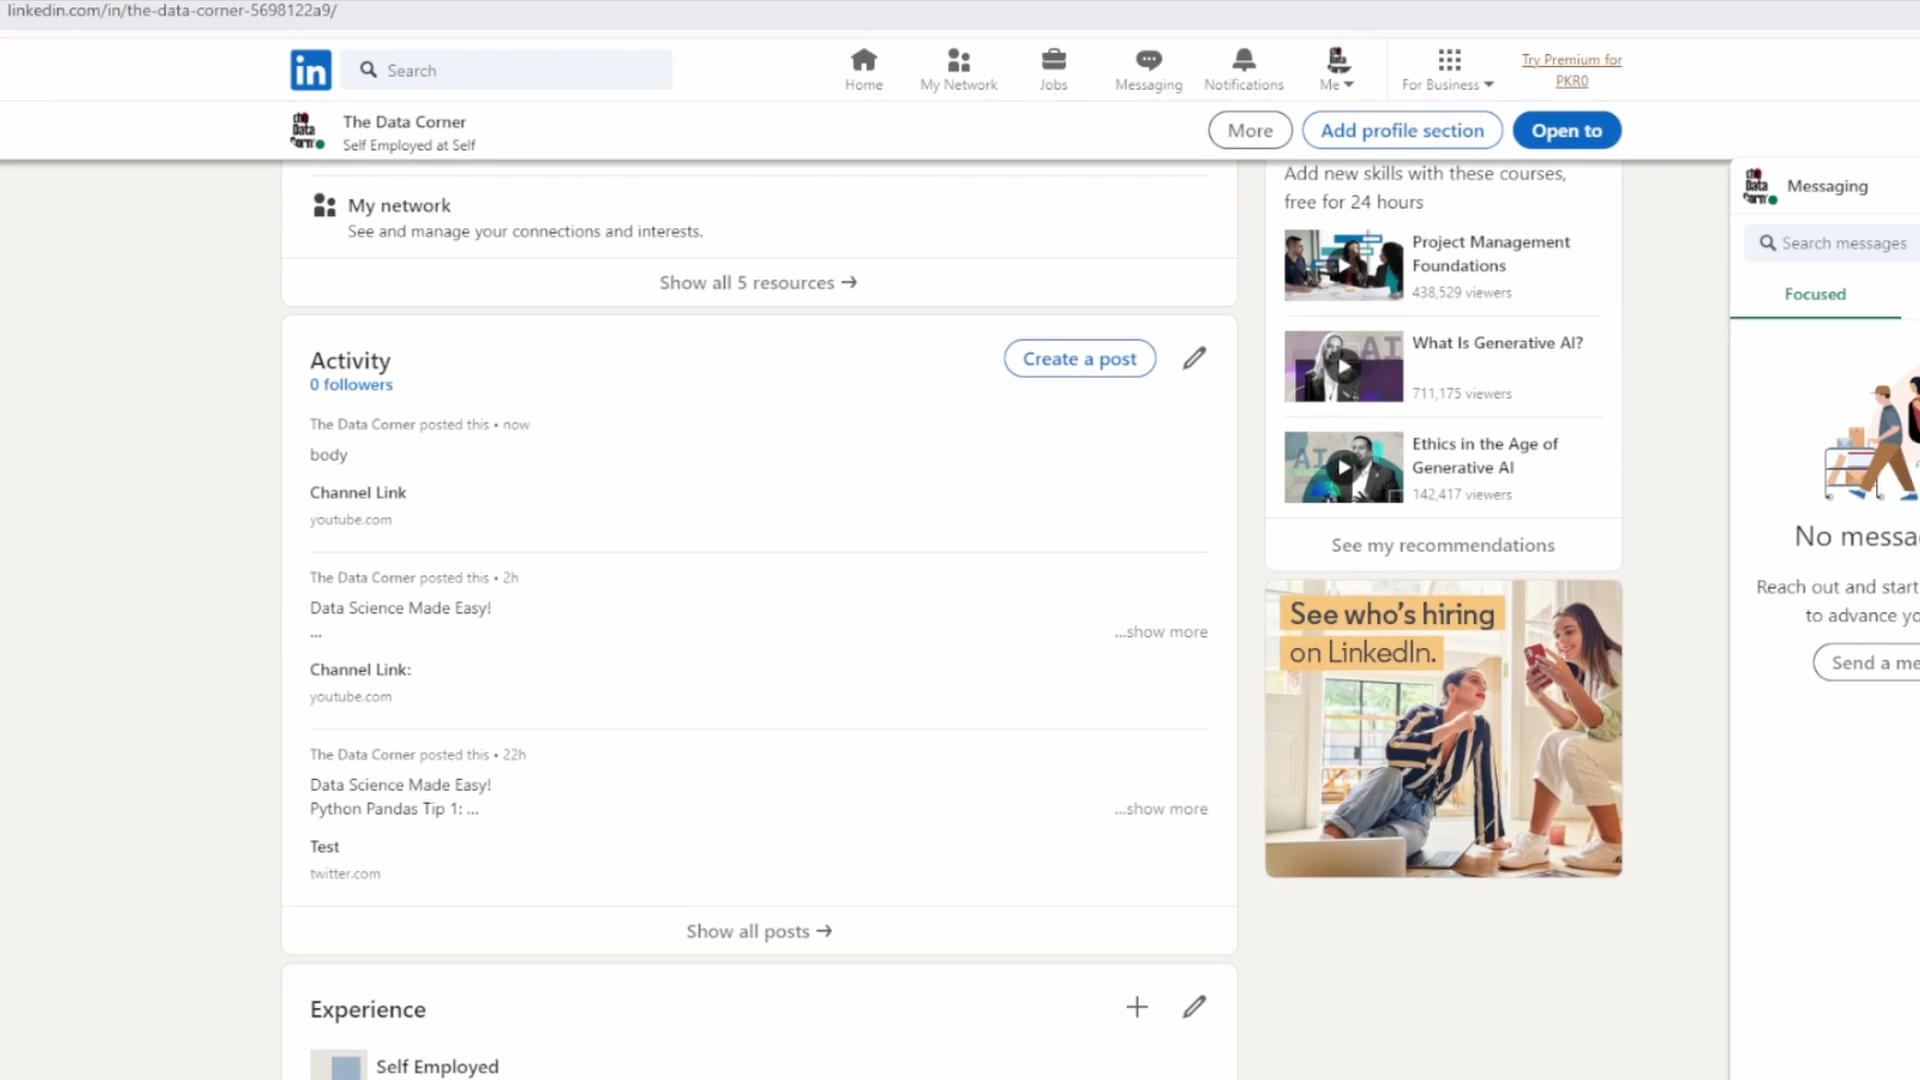 linkedin.com/in/the-data-corner-5698122a9/
in
Search
Home
My Network
Jobs
Messaging
Notifications
Me
For Business
Try Premium for
PKR0
The Data Corner
Self Employed at Self
More
Add profile section
Open to
My network
See and manage your connections and interests.
Show all 5 resources →
Activity
0 followers
Create a post
The Data Corner posted this • now
body
Channel Link
youtube.com
The Data Corner posted this • 2h
Data Science Made Easy!
...
...show more
Channel Link:
youtube.com
The Data Corner posted this • 22h
Data Science Made Easy!
Python Pandas Tip 1: ...
...show more
Test
twitter.com
Show all posts →
Experience
Self Employed
Add new skills with these courses,
free for 24 hours
Project Management
Foundations
438,529 viewers
What Is Generative AI?
711,175 viewers
Ethics in the Age of
Generative AI
142,417 viewers
See my recommendations
See who's hiring
on LinkedIn.
Messaging
Search messages
Focused
No messa
Reach out and start
to advance yo
Send a me